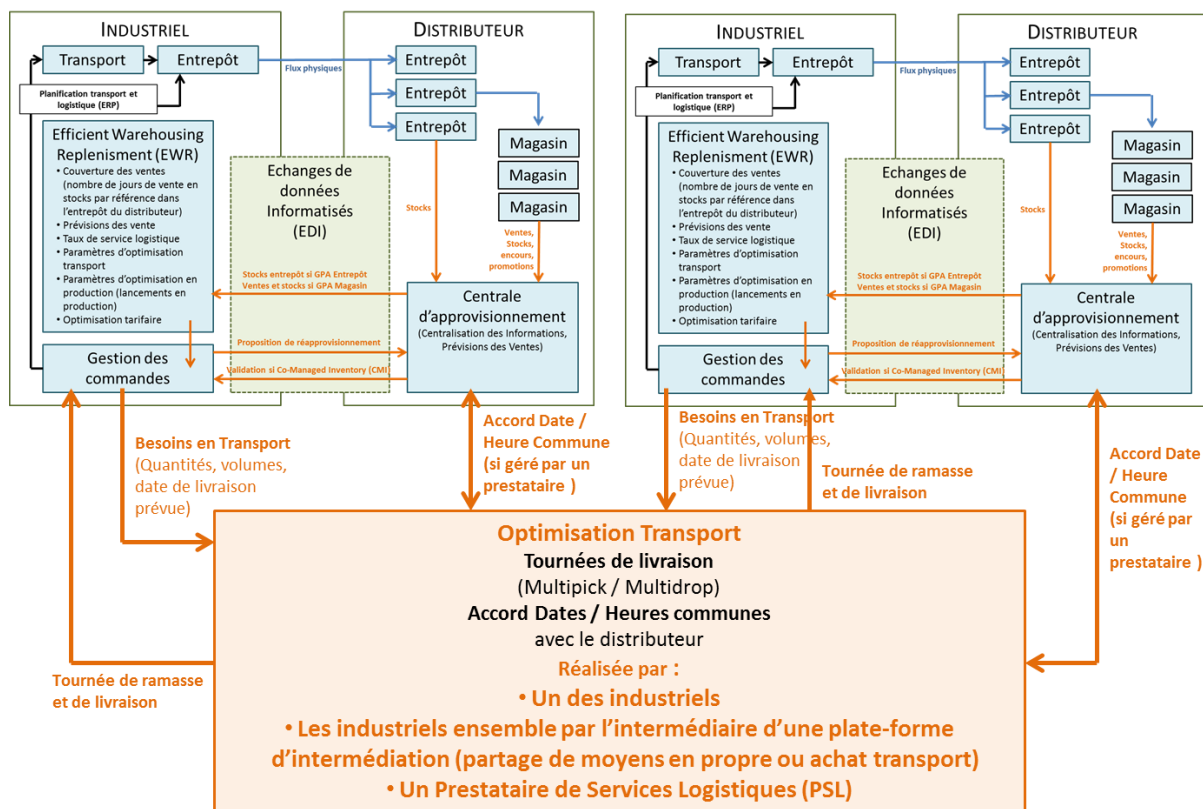 INDUSTRIEL
DISTRIBUTEUR
Transport
Entrepôt
Entrepôt
Flux physiques
Planification transport et
logistique (ERP)
Entrepôt
Entrepôt
Efficient Warehousing
Replenisment (EWR)
• Couverture des ventes
(nombre de jours de vente en
stocks par référence dans
l'entrepôt du distributeur)
• Prévisions des vente
• Taux de service logistique
• Paramètres d'optimisation
transport
• Paramètres d'optimisation en
production (lancements en
production)
• Optimisation tarifaire
Echanges de
données
Informatisés
(EDI)
Magasin
Magasin
Magasin
Stocks
Ventes,
Stocks,
encours,
promotions
Stocks entrepôt si GPA Entrepôt
Ventes et stocks si GPA Magasin
Centrale
d'approvisionnement
(Centralisation des Informations,
Prévisions des Ventes)
Proposition de réapprovisionnement
Gestion des
commandes
Validation si Co-Managed Inventory (CMI)
INDUSTRIEL
DISTRIBUTEUR
Transport
Entrepôt
Entrepôt
Flux physiques
Planification transport et
logistique (ERP)
Entrepôt
Entrepôt
Efficient Warehousing
Replenisment (EWR)
• Couverture des ventes
(nombre de jours de vente en
stocks par référence dans
l'entrepôt du distributeur)
• Prévisions des vente
• Taux de service logistique
• Paramètres d'optimisation
transport
• Paramètres d'optimisation en
production (lancements en
production)
• Optimisation tarifaire
Echanges de
données
Informatisés
(EDI)
Magasin
Magasin
Magasin
Stocks
Ventes,
Stocks,
encours,
promotions
Stocks entrepôt si GPA Entrepôt
Ventes et stocks si GPA Magasin
Centrale
d'approvisionnement
(Centralisation des Informations,
Prévisions des Ventes)
Proposition de réapprovisionnement
Gestion des
commandes
Validation si Co-Managed Inventory (CMI)
Besoins en Transport
(Quantités, volumes,
date de livraison
prévue)
Accord Date /
Heure Commune
(si géré par un
prestataire )
Besoins en Transport
(Quantités, volumes,
date de livraison
prévue)
Tournée de ramasse
et de livraison
Accord Date
/ Heure
Commune
(si géré par
un
prestataire )
Optimisation Transport
Tournées de livraison
(Multipick / Multidrop)
Accord Dates / Heures communes
avec le distributeur
Réalisée par :
• Un des industriels
• Les industriels ensemble par l'intermédiaire d'une plate-forme
d'intermédiation (partage de moyens en propre ou achat transport)
• Un Prestataire de Services Logistiques (PSL)
Tournée de ramasse
et de livraison